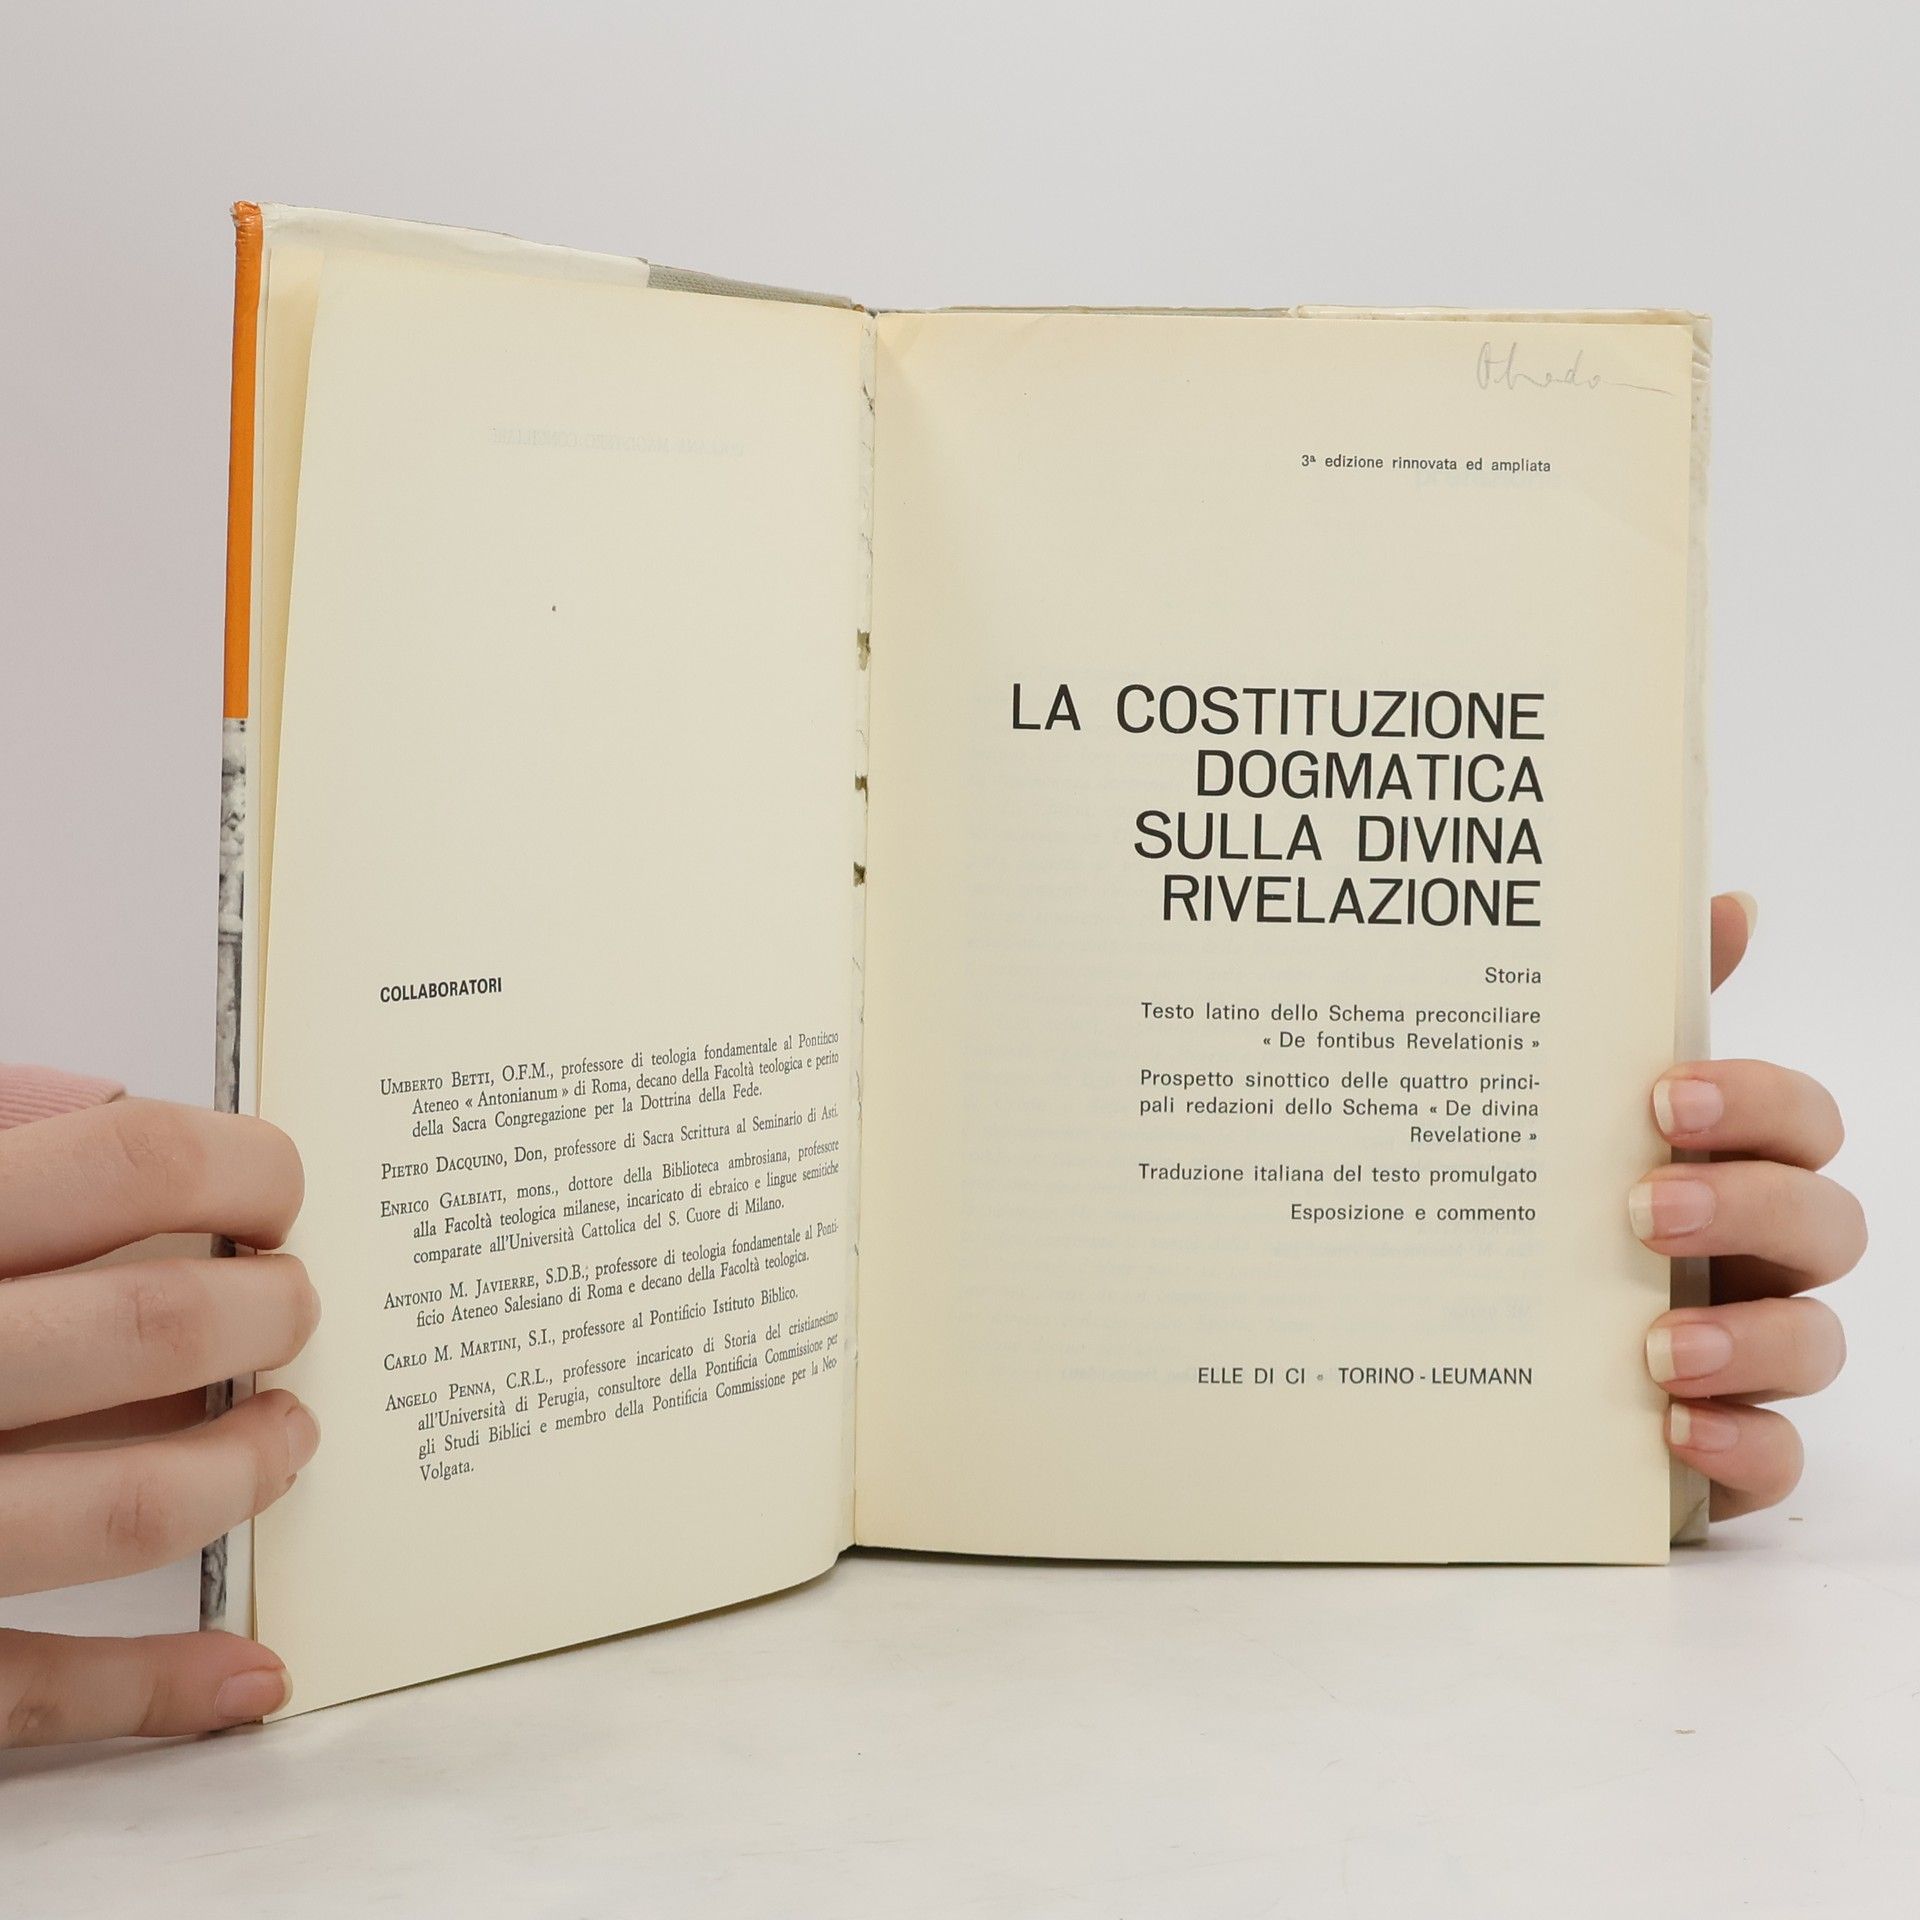 COLLABORATORI
UMBERTO BETTI, O.F.M., professore di teologia fondamentale al Pontificio
Ateneo « Antonianum » di Roma, decano della Facoltà teologica e perito
della Sacra Congregazione per la Dottrina della Fede.
PIETRO DACQUINO, Don, professore di Sacra Scrittura al Seminario di Asti.
ENRICO GALBIATI, mons., dottore della Biblioteca ambrosiana, professore
alla Facoltà teologica milanese, incaricato di ebraico e lingue semitiche
comparate all'Università Cattolica del S. Cuore di Milano.
ANTONIO M. JAVIERRE, S.D.B., professore di teologia fondamentale al Ponti-
ficio Ateneo Salesiano di Roma e decano della Facoltà teologica.
CARLO M. MARTINI, S.I., professore al Pontificio Istituto Biblico.
ANGELO PENNA, C.R.L., professore incaricato di Storia del cristianesimo
all'Università di Perugia, consultore della Pontificia Commissione per
gli Studi Biblici e membro della Pontificia Commissione per la Neo-
Volgata.
3ª edizione rinnovata ed ampliata
LA COSTITUZIONE
DOGMATICA
SULLA DIVINA
RIVELAZIONE
Storia
Testo latino dello Schema preconciliare
« De fontibus Revelationis »
Prospetto sinottico delle quattro princi-
pali redazioni dello Schema « De divina
Revelatione »
Traduzione italiana del testo promulgato
Esposizione e commento
ELLE DI CI • TORINO - LEUMANN